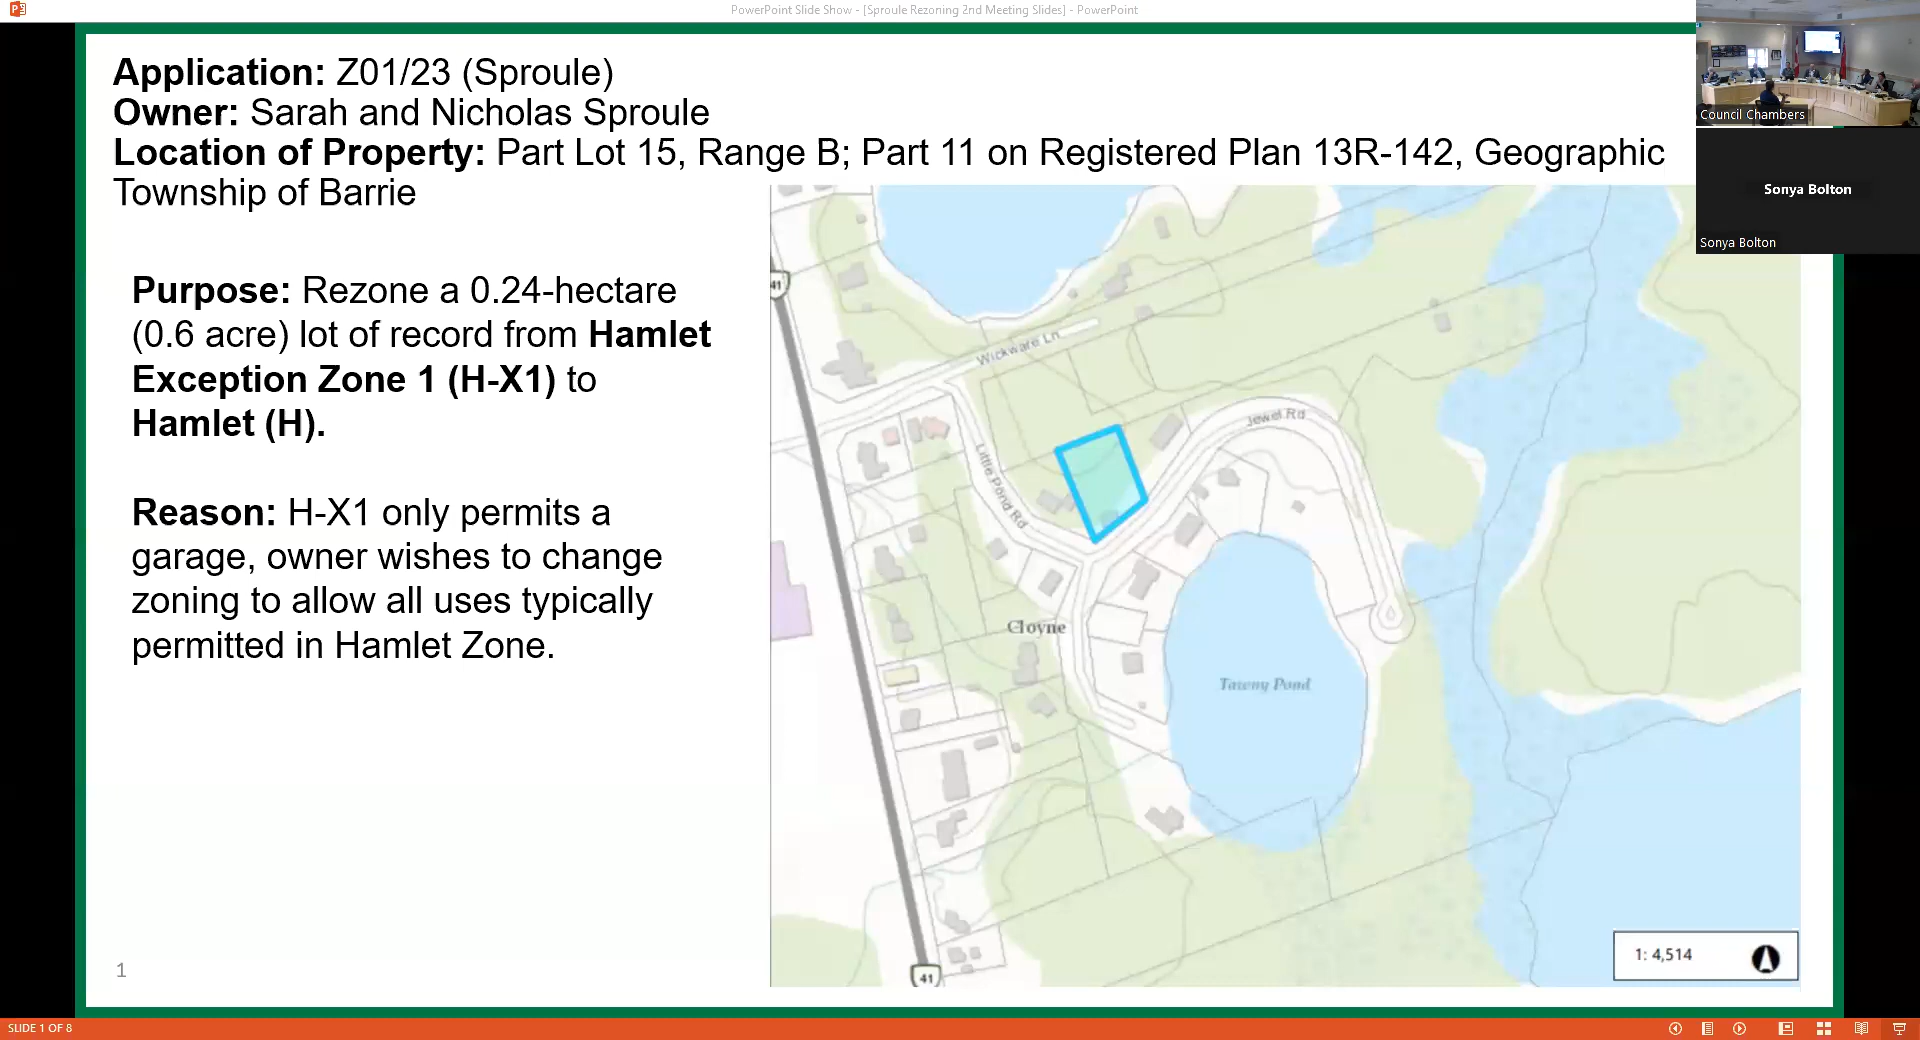 PowerPoint Slide Show - [Sproule Rezoning 2nd Meeting Slides] - PowerPoint
Application: Z01/23 (Sproule)
Owner: Sarah and Nicholas Sproule
Location of Property: Part Lot 15, Range B; Part 11 on Registered Plan 13R-142, Geographic
Township of Barrie
Council Chambers
Sonya Bolton
Sonya Bolton
Purpose: Rezone a 0.24-hectare
(0.6 acre) lot of record from Hamlet
Exception Zone 1 (H-X1) to
Hamlet (H).
Reason: H-X1 only permits a
garage, owner wishes to change
zoning to allow all uses typically
permitted in Hamlet Zone.
41
Wickware Ln
Jewel Rd
Little Pond Rd
Cloyne
Tawny Pond
41
1: 4,514
1
SLIDE 1 OF 8